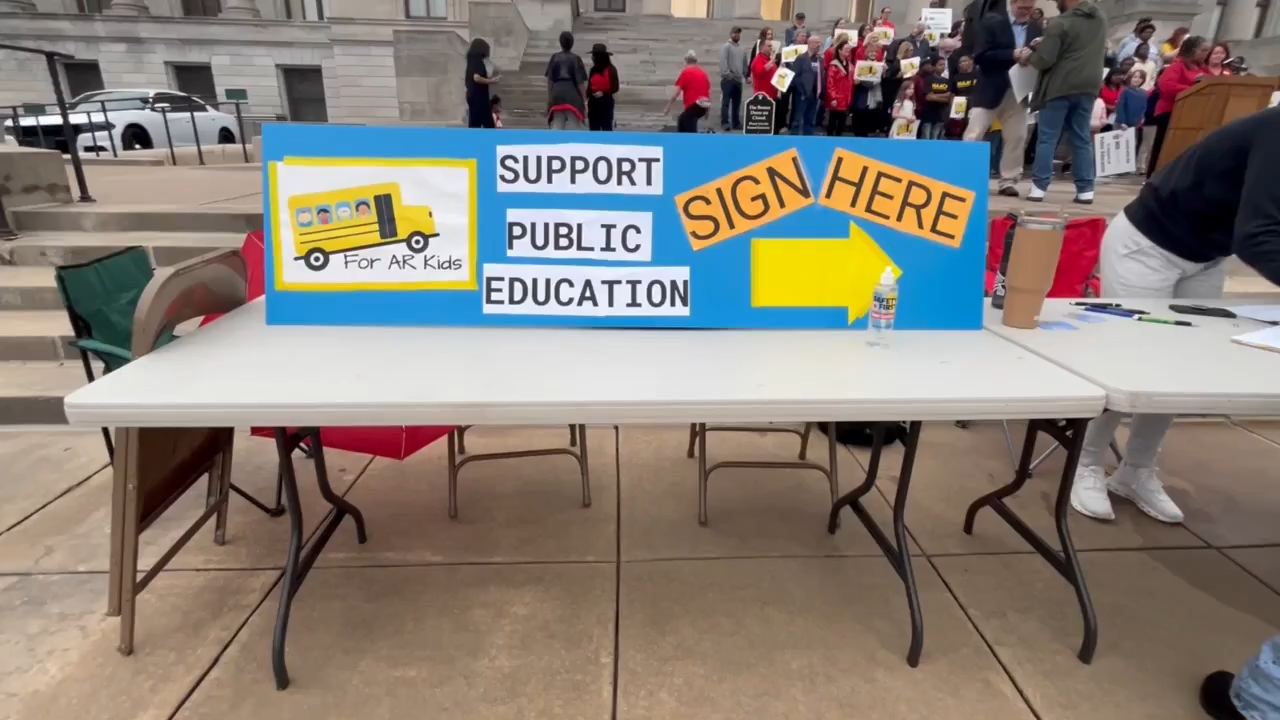 For AR Kids
SUPPORT
PUBLIC
EDUCATION
SIGN HERE
SAFETY
FIRST